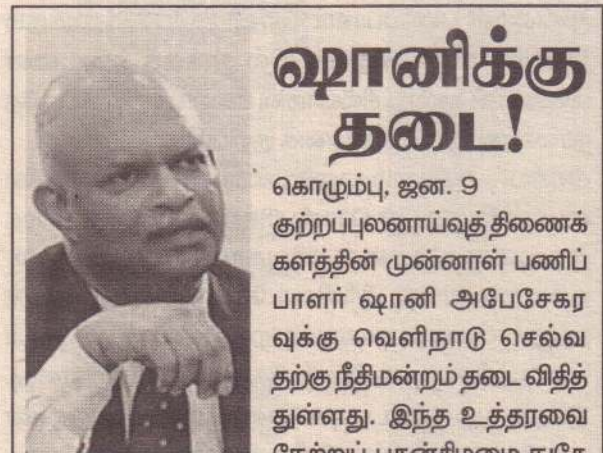 ஷானிக்கு
தடை!
கொழும்பு, ஜன. 9
குற்றப்புலனாய்வுத் திணைக்
களத்தின் முன்னாள் பணிப்
பாளர் ஷானி அபேசேகர
வுக்கு வெளிநாடு செல்வ
தற்கு நீதிமன்றம் தடை விதித்
துள்ளது. இந்த உத்தரவை